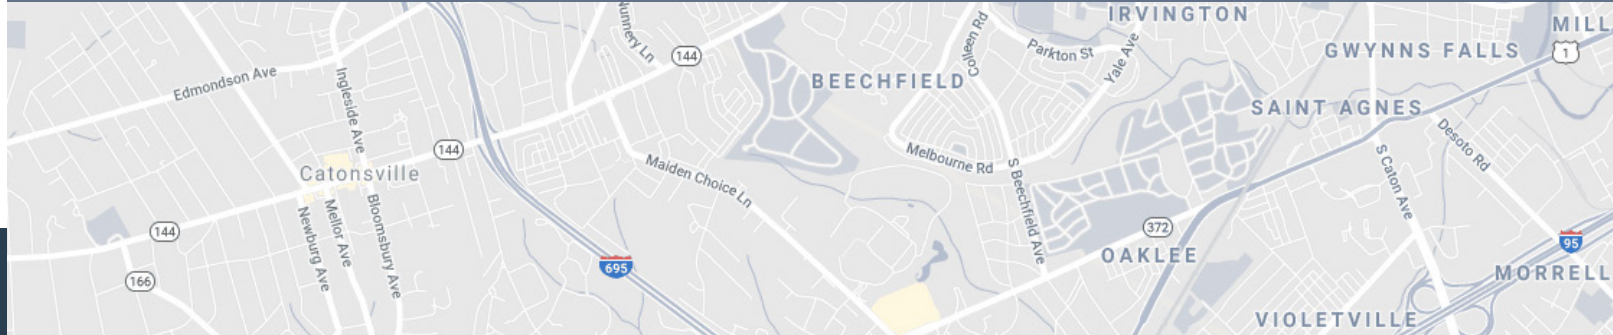 IRVINGTON
MILL
Nunnery Ln
144
Colleen Rd
Parkton St
Yale Ave
GWYNNS FALLS
1
Edmondson Ave
Ingleside Ave
BEECHFIELD
SAINT AGNES
144
Melbourne Rd
Desoto Rd
Catonsville
Maiden Choice Ln
S Beechfield Ave
S Caton Ave
Newburg Ave
Mellor Ave
Bloomsbury Ave
144
372
OAKLEE
95
166
695
MORRELL
VIOLETVILLE